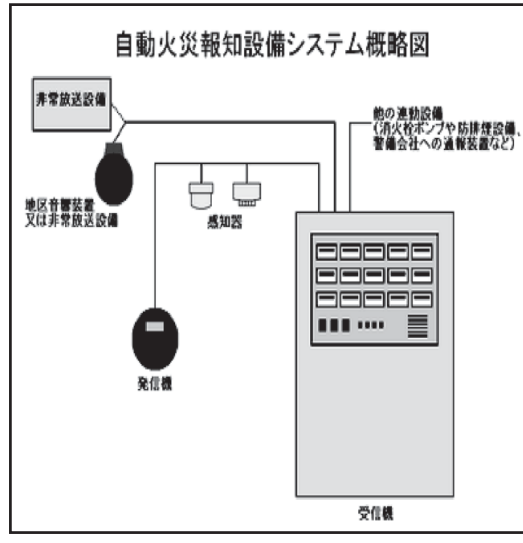 自動火災報知設備システム概略図
非常放送設備
他の連動設備
(消火栓ポンプや防排煙設備、
警備会社への通報装置など)
地区音響装置
又は非常放送設備
感知器
発信機
受信機